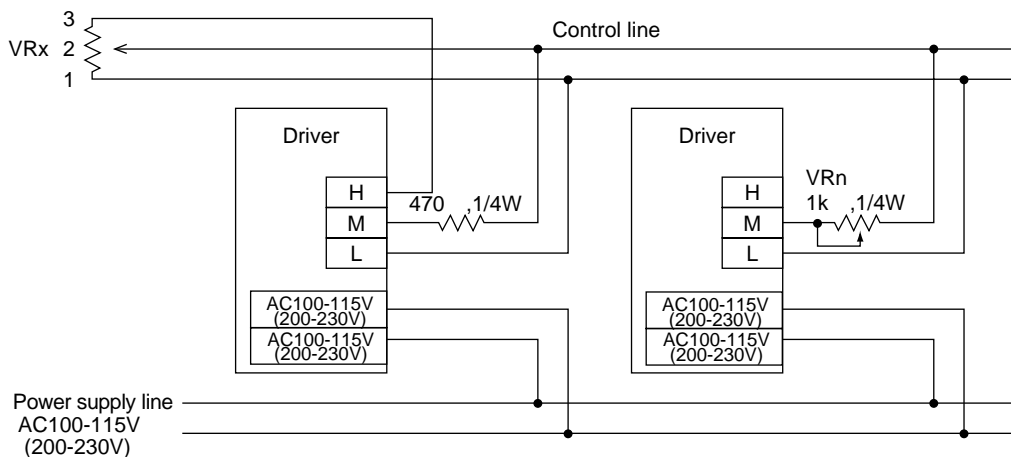 3
VRx 2
1
Control line
Driver
H
M
L
470 ,1/4W
AC100-115V
(200-230V)
AC100-115V
(200-230V)
Driver
H
M
L
VRn
1k ,1/4W
AC100-115V
(200-230V)
AC100-115V
(200-230V)
Power supply line
AC100-115V
(200-230V)